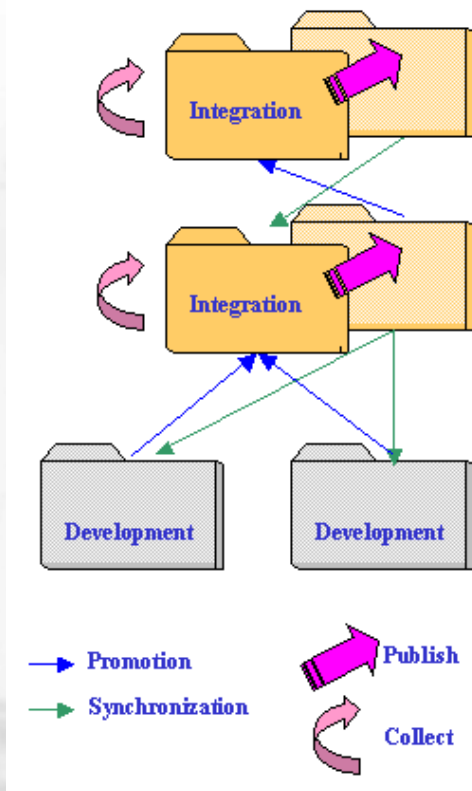 Integration
Integration
Development
Development
Promotion
Publish
Synchronization
Collect